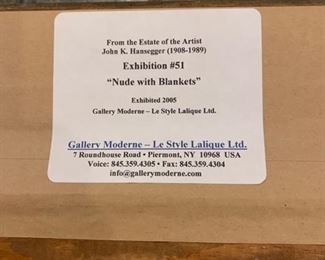 From the Estate of the Artist
John K. Hansegger (1908-1989)
Exhibition #51
“Nude with Blankets”
Exhibited 2005
Gallery Moderne – Le Style Lalique Ltd.
Gallery Moderne – Le Style Lalique Ltd.
7 Roundhouse Road • Piermont, NY 10968 USA
Voice: 845.359.4305 • Fax: 845.359.4304
info@gallerymoderne.com